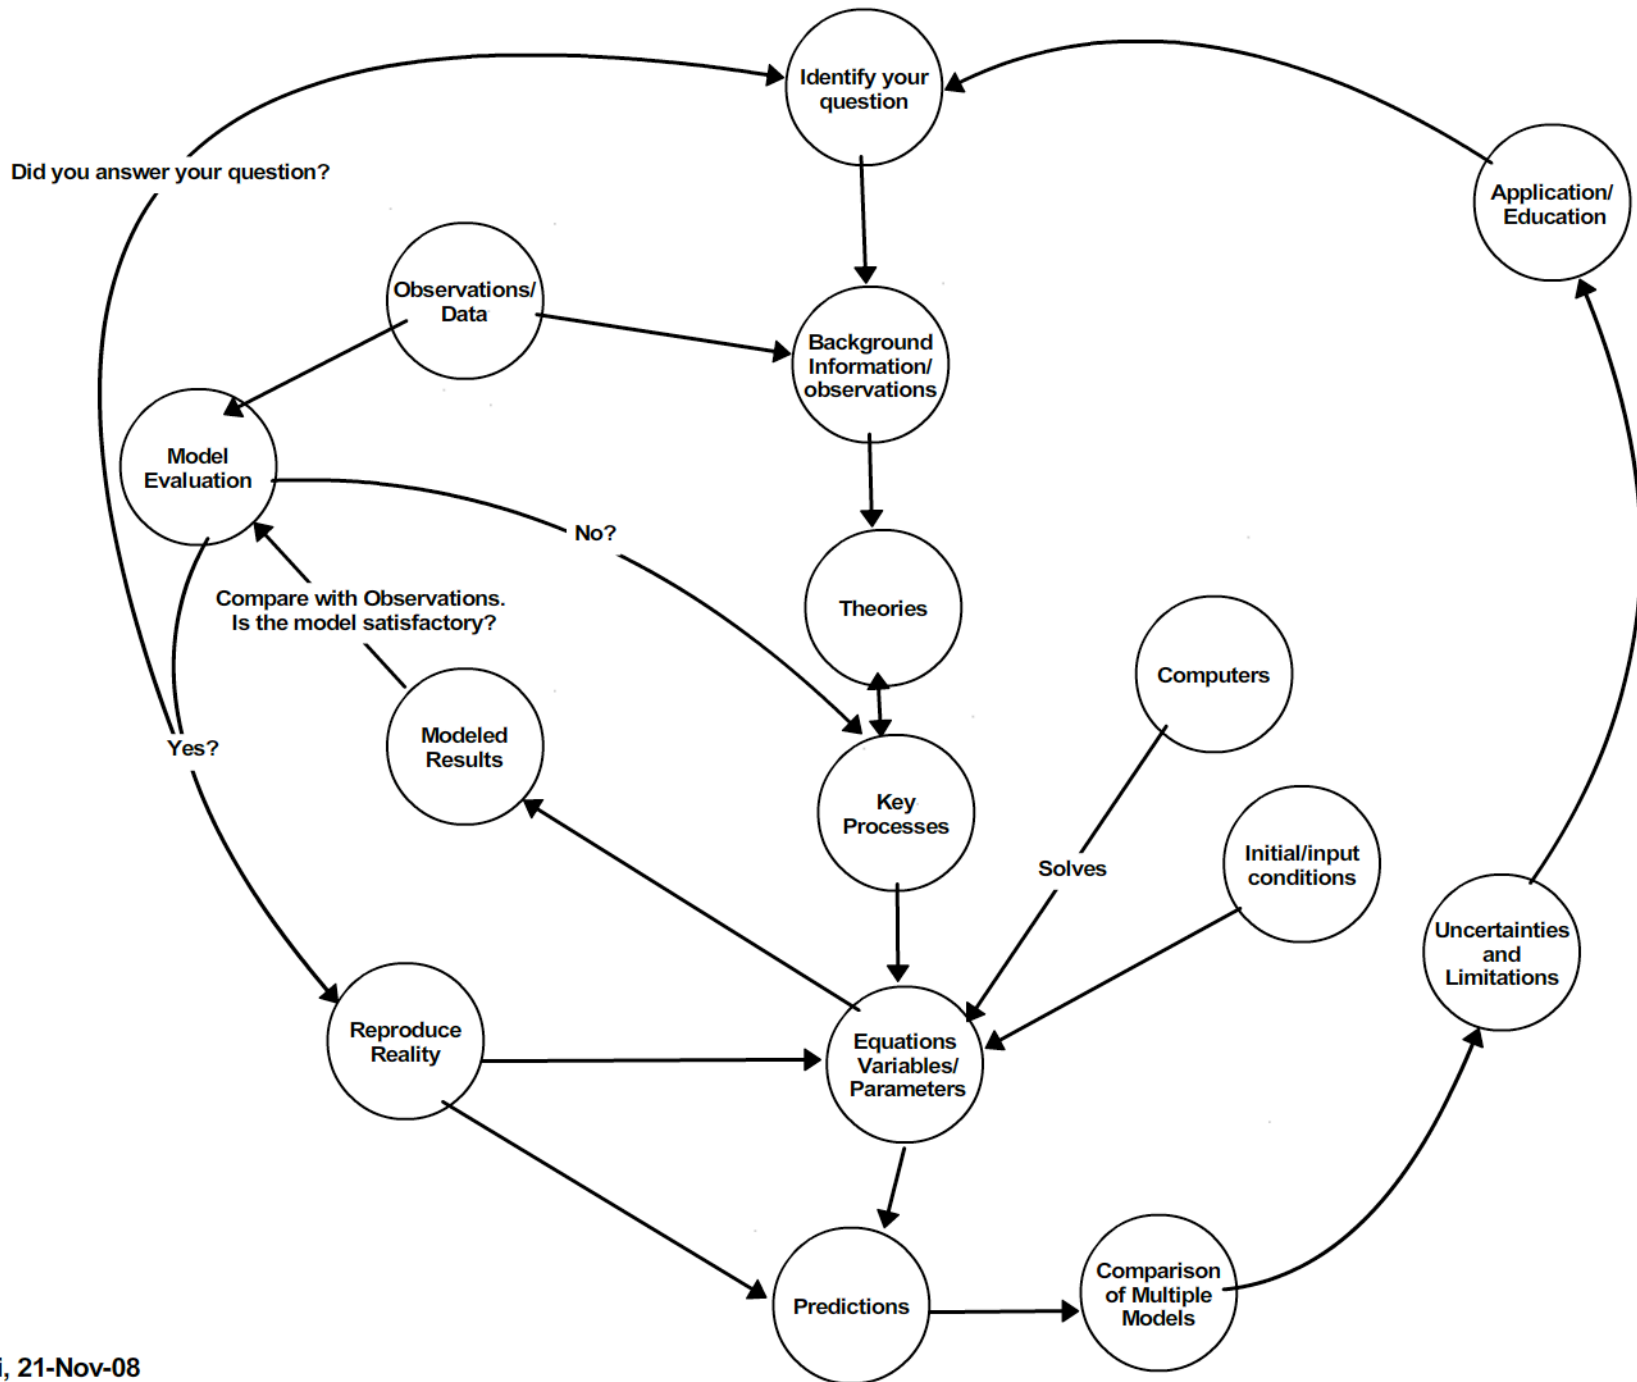 Identify your
question
Did you answer your question?
Application/
Education
Observations/
Data
Background
Information/
observations
Model
Evaluation
No?
Compare with Observations.
Is the model satisfactory?
Theories
Computers
Modeled
Results
Yes?
Key
Processes
Solves
Initial/input
conditions
Uncertainties
and
Limitations
Reproduce
Reality
Equations
Variables/
Parameters
Predictions
Comparison
of Multiple
Models
, 21-Nov-08